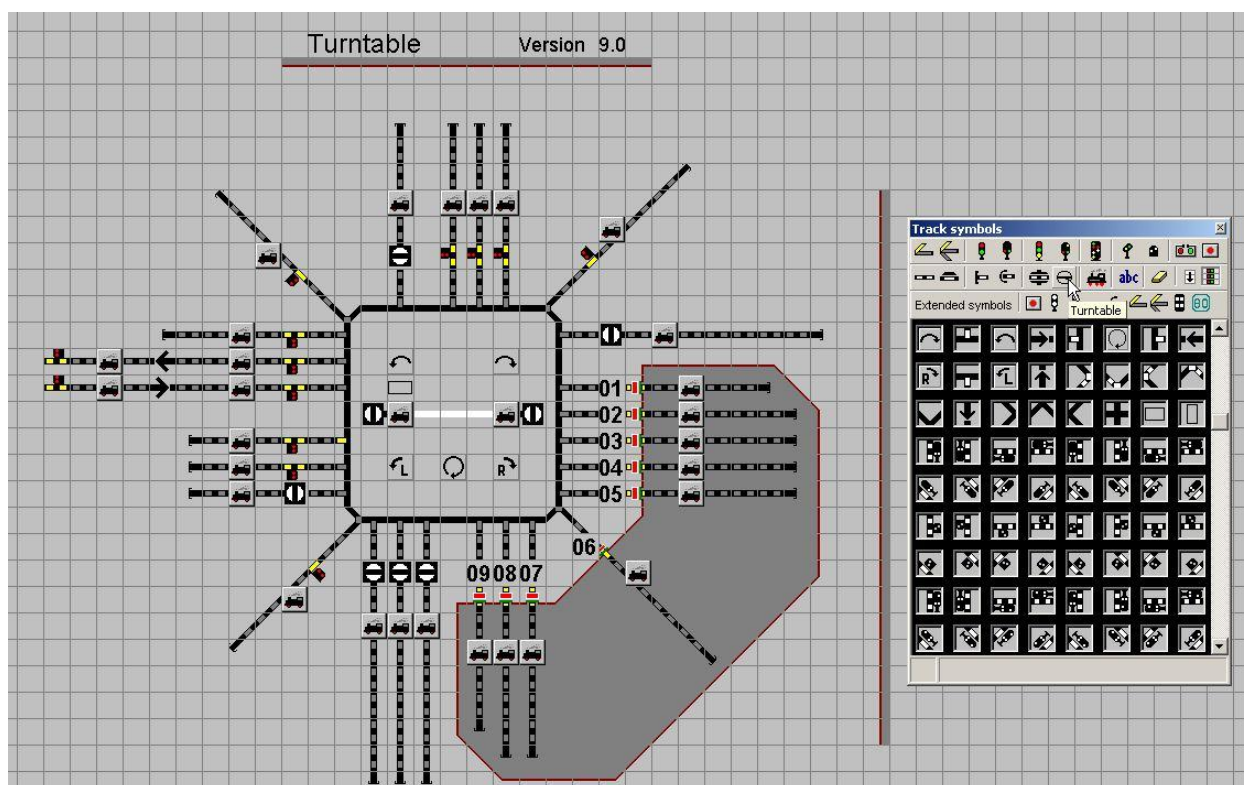 Turntable Version 9.0
Track symbols
abc
Extended symbols
80
Turntable
R L
01
02
03
L R
04
05
06
09 08 07